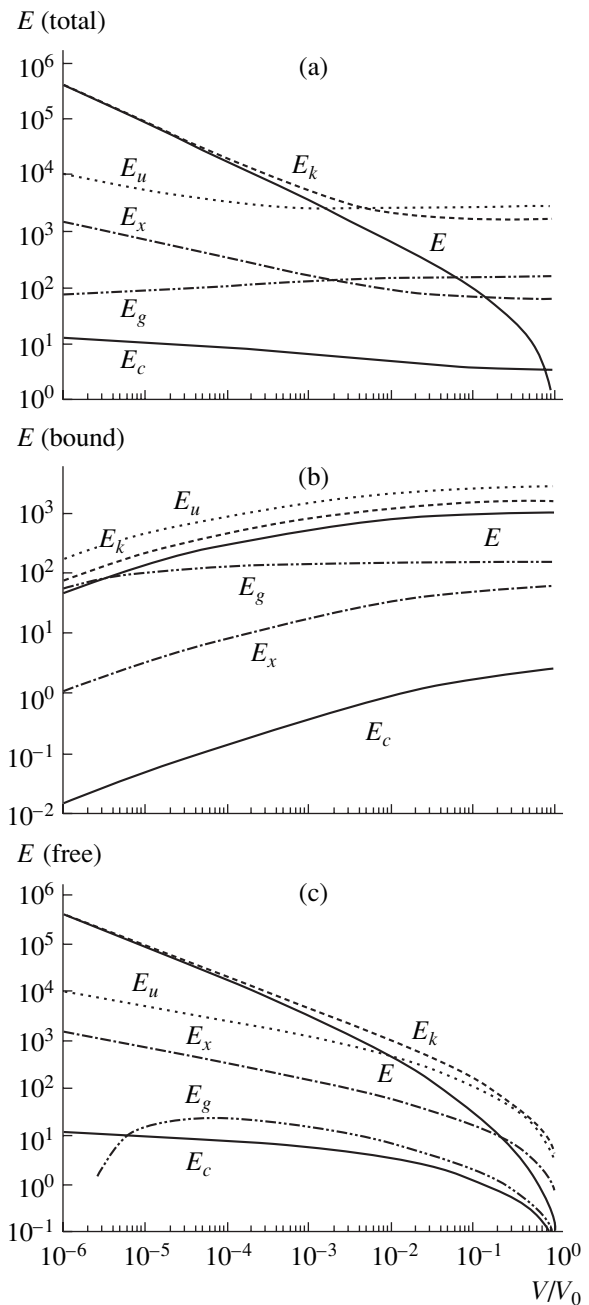 E (total)
(a)
10^6
10^5
10^4
10^3
10^2
10^1
10^0
E_u
E_k
E_x
E
E_g
E_c
E (bound)
(b)
10^3
10^2
10^1
10^0
10^–1
10^–2
E_u
E_k
E
E_g
E_x
E_c
E (free)
(c)
10^6
10^5
10^4
10^3
10^2
10^1
10^0
10^–1
E_u
E_k
E_x
E
E_g
E_c
10^–6 10^–5 10^–4 10^–3 10^–2 10^–1 10^0
V/V_0